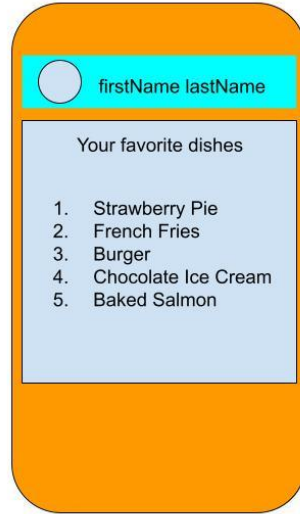 firstName lastName
Your favorite dishes
1. Strawberry Pie
2. French Fries
3. Burger
4. Chocolate Ice Cream
5. Baked Salmon